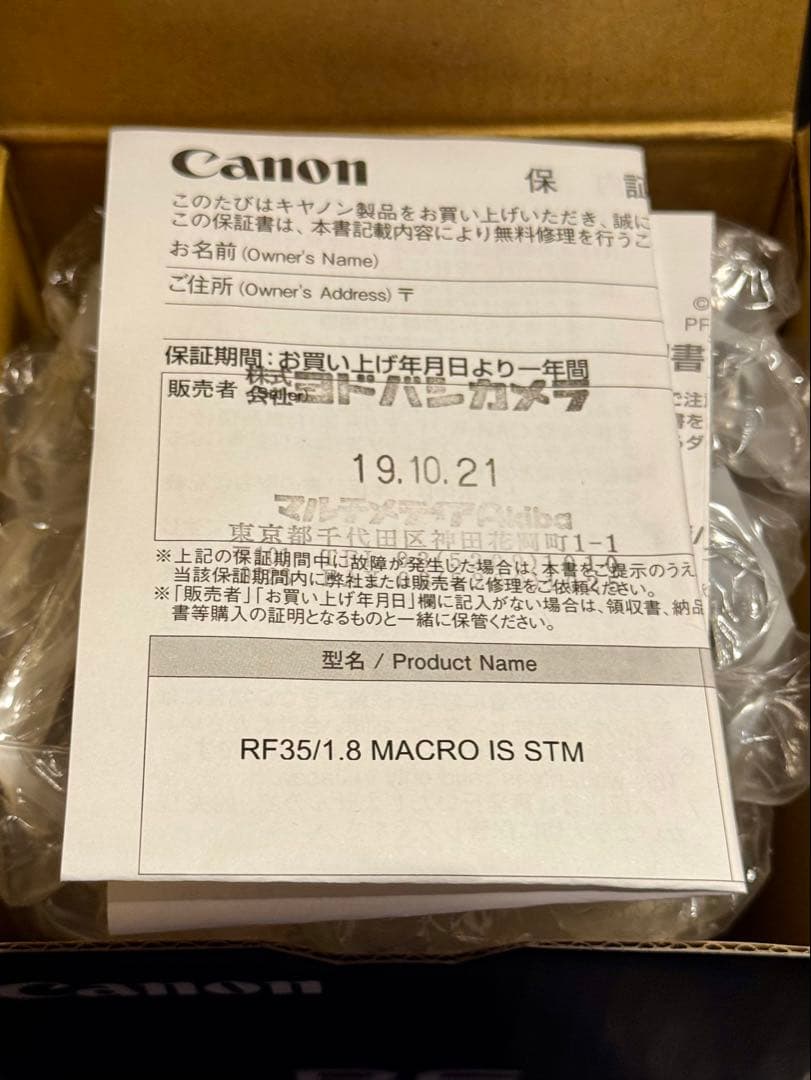 Canon
保 証
このたびはキヤノン製品をお買い上げいただき、誠に
この保証書は、本書記載内容により無料修理を行うこ
お名前 (Owner's Name)
ご住所 (Owner's Address) 〒
保証期間：お買い上げ年月日より一年間
販売者
株式会社 ヨドバシカメラ
19.10.21
マルチメディアAkiba
東京都千代田区神田花岡町1-1
※上記の保証期間中に故障が発生した場合は、本書をご提示のうえ
当該保証期間内に弊社または販売者に修理をご依頼ください。
※「販売者」「お買い上げ年月日」欄に記入がない場合は、領収書、納品
書等購入の証明となるものと一緒に保管ください。
型名 / Product Name
RF35/1.8 MACRO IS STM
©
PR
書
ご注
書を
Canon